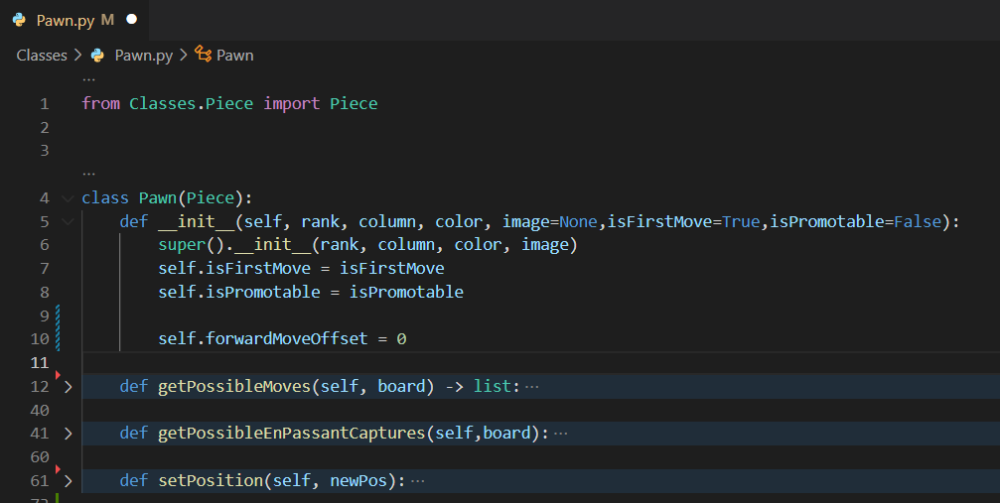 Pawn.py M
Classes > Pawn.py > Pawn
...
1 from Classes.Piece import Piece
2
3
...
4 class Pawn(Piece):
5 def __init__(self, rank, column, color, image=None,isFirstMove=True,isPromotable=False):
6 super().__init__(rank, column, color, image)
7 self.isFirstMove = isFirstMove
8 self.isPromotable = isPromotable
9
10 self.forwardMoveOffset = 0
11
12 def getPossibleMoves(self, board) -> list:...
40
41 def getPossibleEnPassantCaptures(self,board):...
60
61 def setPosition(self, newPos):...